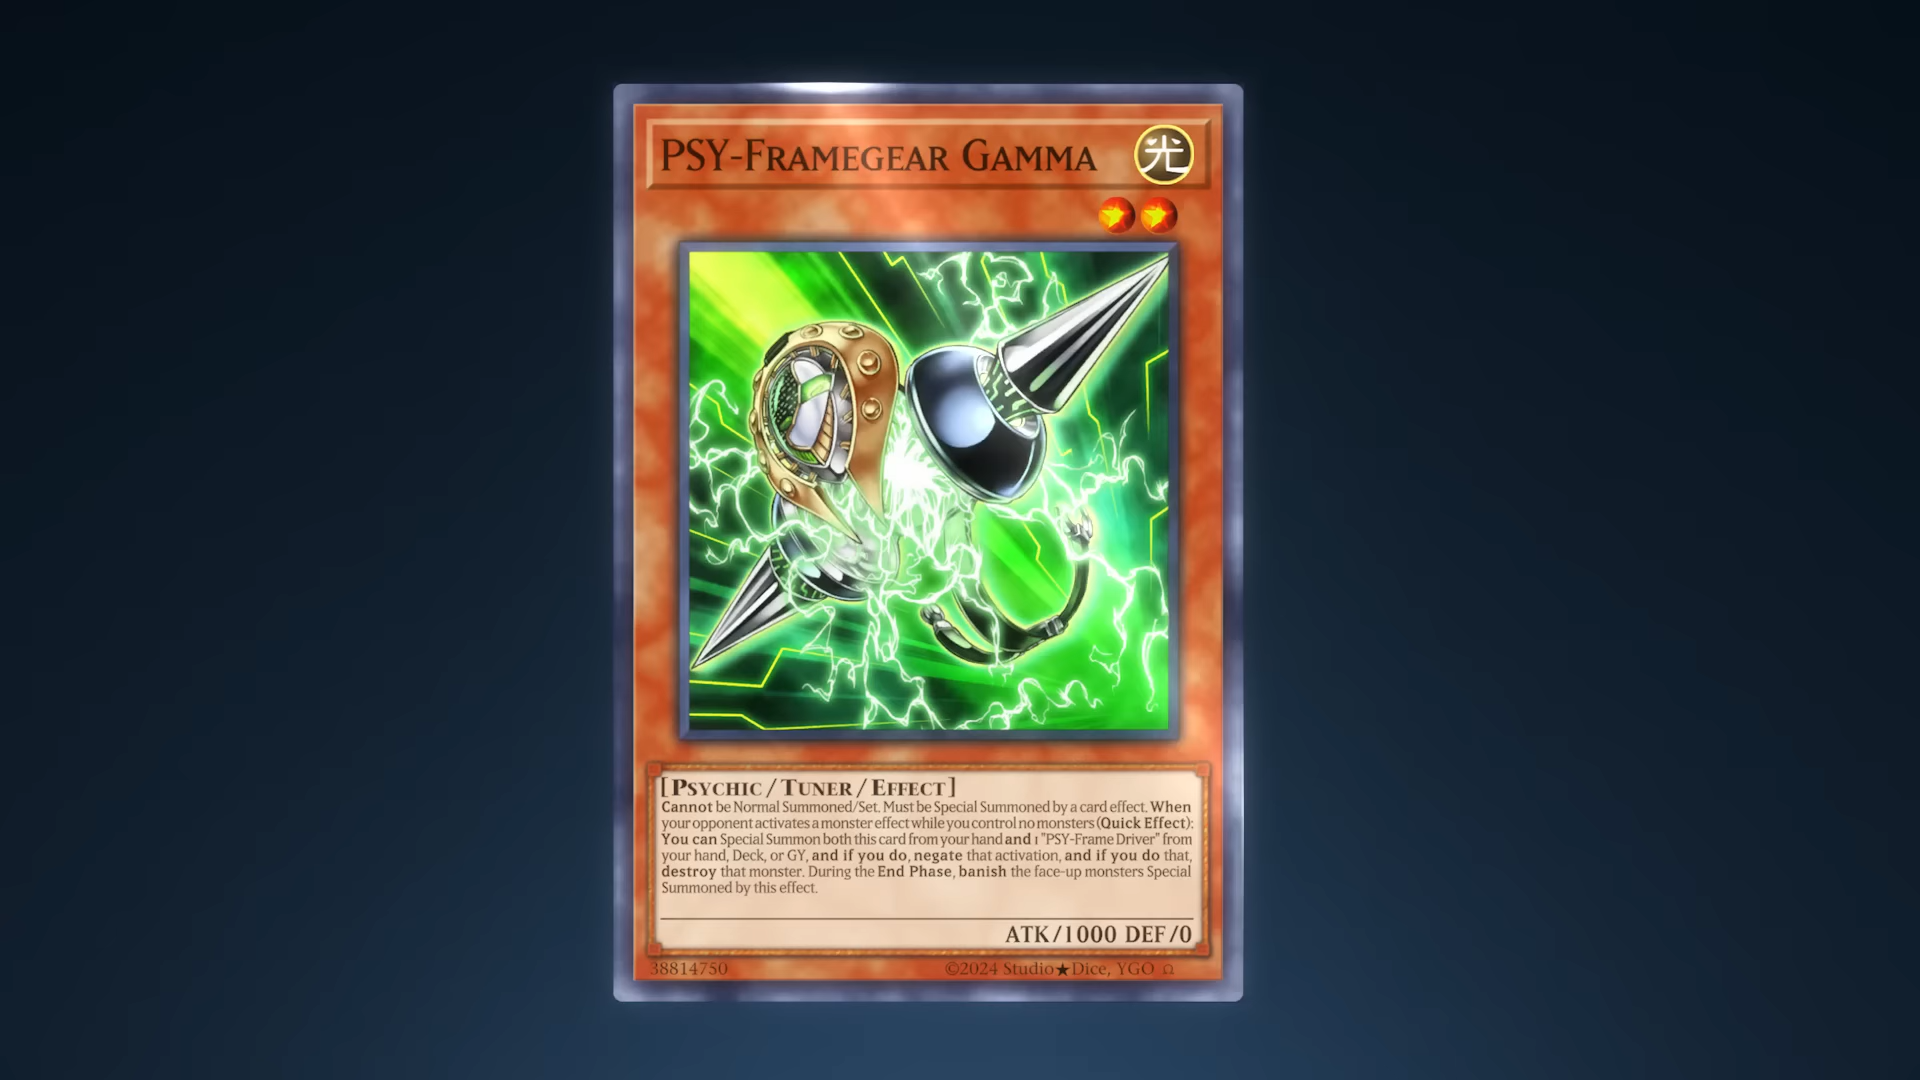 PSY-FRAMEGEAR GAMMA
光
[PSYCHIC / TUNER / EFFECT]
Cannot be Normal Summoned/Set. Must be Special Summoned by a card effect. When
your opponent activates a monster effect while you control no monsters (Quick Effect):
You can Special Summon both this card from your hand and 1 "PSY-Frame Driver" from
your hand, Deck, or GY, and if you do, negate that activation, and if you do that,
destroy that monster. During the End Phase, banish the face-up monsters Special
Summoned by this effect.
ATK/1000 DEF/0
38814750 ©2024 Studio★Dice, YGO Ω